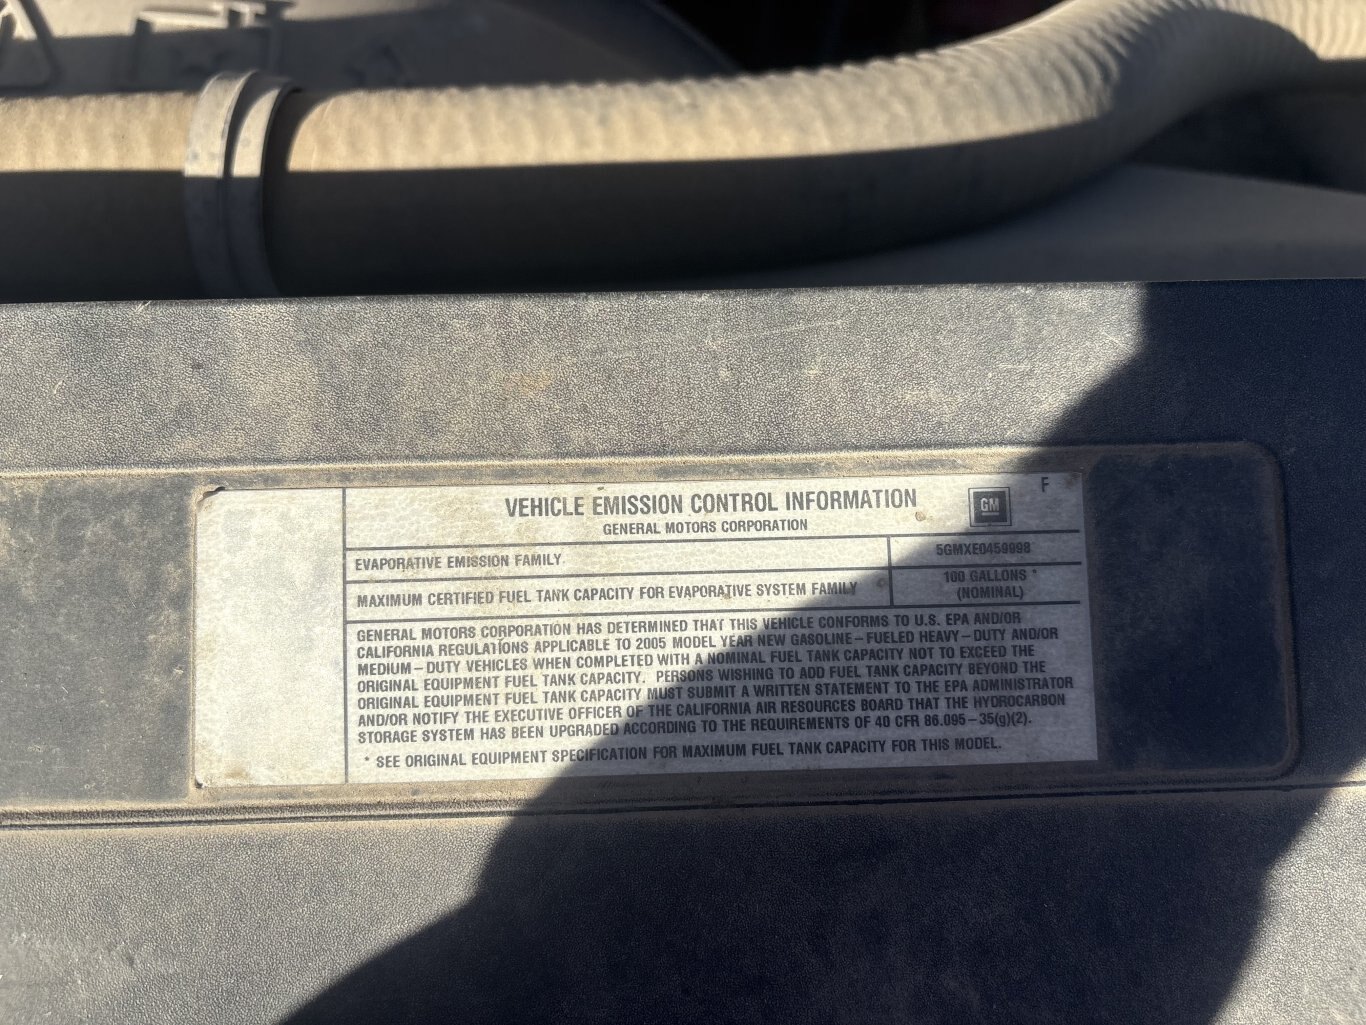 VEHICLE EMISSION CONTROL INFORMATION
GM
F
GENERAL MOTORS CORPORATION
EVAPORATIVE EMISSION FAMILY
5GMXE0459998
MAXIMUM CERTIFIED FUEL TANK CAPACITY FOR EVAPORATIVE SYSTEM FAMILY
100 GALLONS *
(NOMINAL)
GENERAL MOTORS CORPORATION HAS DETERMINED THAT THIS VEHICLE CONFORMS TO U.S. EPA AND/OR
CALIFORNIA REGULATIONS APPLICABLE TO 2005 MODEL YEAR NEW GASOLINE–FUELED HEAVY–DUTY AND/OR
MEDIUM–DUTY VEHICLES WHEN COMPLETED WITH A NOMINAL FUEL TANK CAPACITY NOT TO EXCEED THE
ORIGINAL EQUIPMENT FUEL TANK CAPACITY. PERSONS WISHING TO ADD FUEL TANK CAPACITY BEYOND THE
ORIGINAL EQUIPMENT FUEL TANK CAPACITY MUST SUBMIT A WRITTEN STATEMENT TO THE EPA ADMINISTRATOR
AND/OR NOTIFY THE EXECUTIVE OFFICER OF THE CALIFORNIA AIR RESOURCES BOARD THAT THE HYDROCARBON
STORAGE SYSTEM HAS BEEN UPGRADED ACCORDING TO THE REQUIREMENTS OF 40 CFR 86.095–35(g)(2).
* SEE ORIGINAL EQUIPMENT SPECIFICATION FOR MAXIMUM FUEL TANK CAPACITY FOR THIS MODEL.